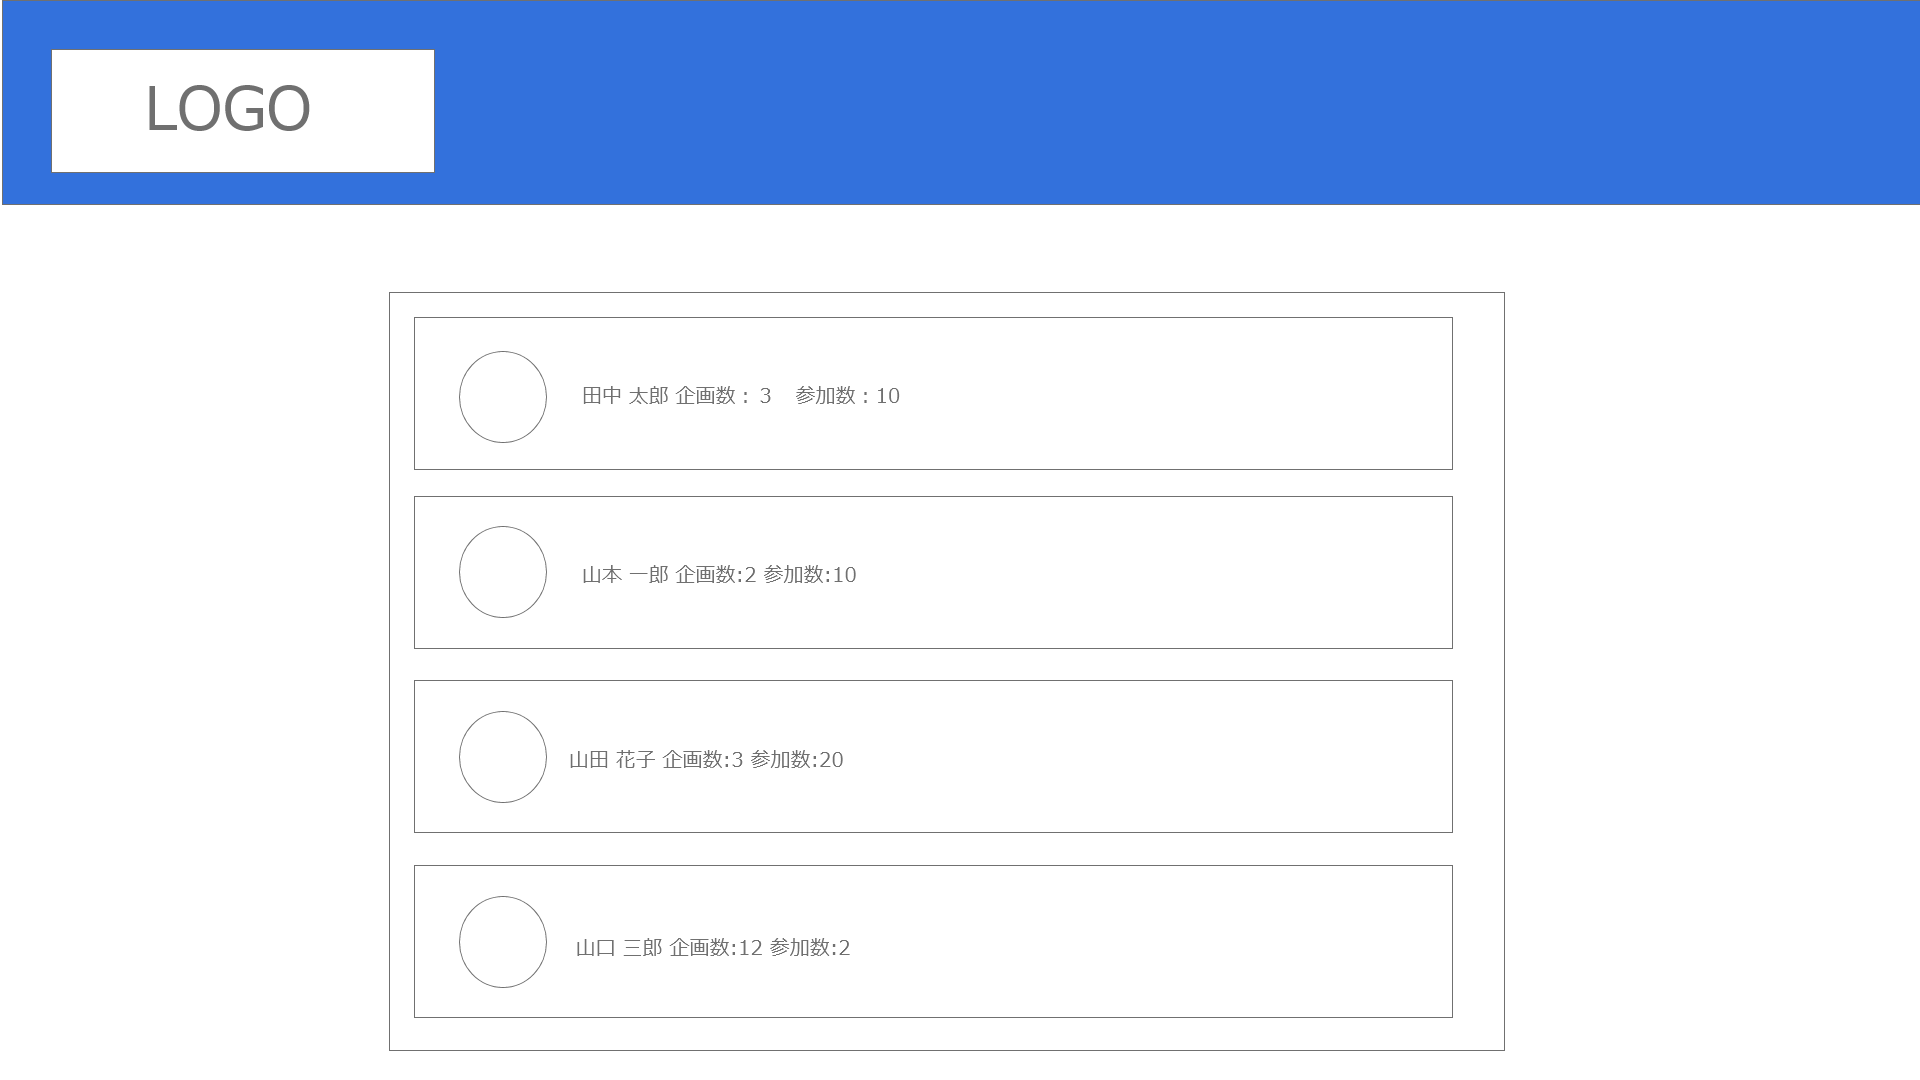 LOGO
田中 太郎 企画数： 3　参加数：10
山本 一郎 企画数:2 参加数:10
山田 花子 企画数:3 参加数:20
山口 三郎 企画数:12 参加数:2